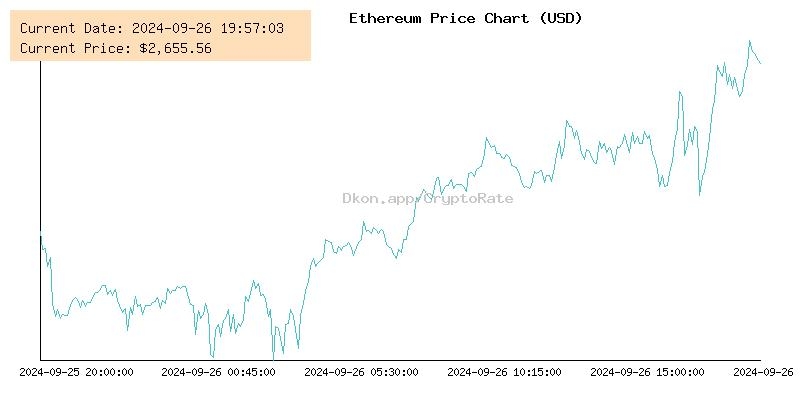 Ethereum Price Chart (USD)
Current Date: 2024-09-26 19:57:03
Current Price: $2,655.56
Dkon.app/CryptoRate
2024-09-25 20:00:00 2024-09-26 00:45:00 2024-09-26 05:30:00 2024-09-26 10:15:00 2024-09-26 15:00:00 2024-09-26